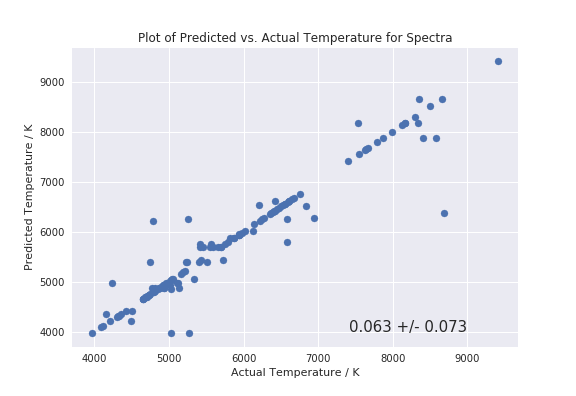 Plot of Predicted vs. Actual Temperature for Spectra
9000
8000
7000
6000
5000
4000
Predicted Temperature / K
0.063 +/- 0.073
4000 5000 6000 7000 8000 9000
Actual Temperature / K